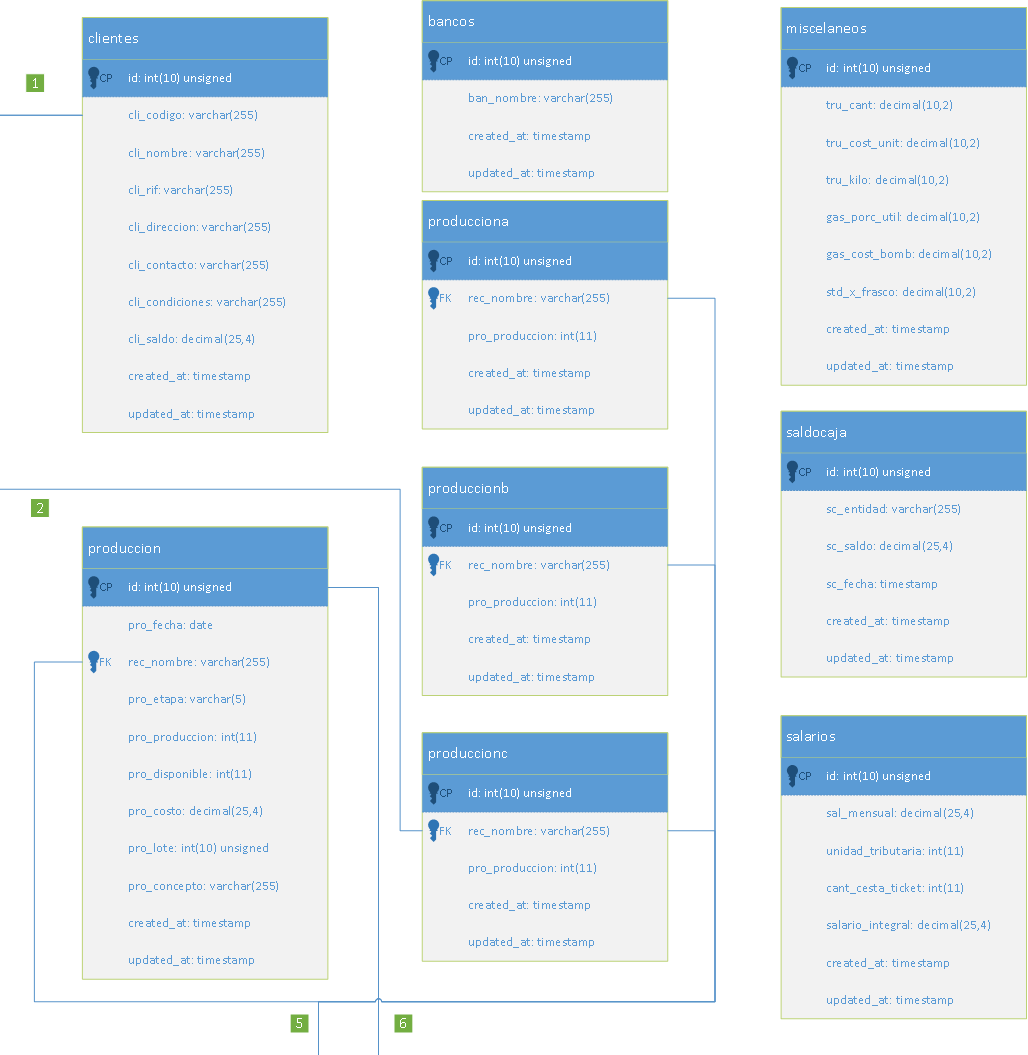 1
clientes
CP id: int(10) unsigned
cli_codigo: varchar(255)
cli_nombre: varchar(255)
cli_rif: varchar(255)
cli_direccion: varchar(255)
cli_contacto: varchar(255)
cli_condiciones: varchar(255)
cli_saldo: decimal(25,4)
created_at: timestamp
updated_at: timestamp
2
produccion
CP id: int(10) unsigned
pro_fecha: date
FK rec_nombre: varchar(255)
pro_etapa: varchar(5)
pro_produccion: int(11)
pro_disponible: int(11)
pro_costo: decimal(25,4)
pro_lote: int(10) unsigned
pro_concepto: varchar(255)
created_at: timestamp
updated_at: timestamp
bancos
CP id: int(10) unsigned
ban_nombre: varchar(255)
created_at: timestamp
updated_at: timestamp
producciona
CP id: int(10) unsigned
FK rec_nombre: varchar(255)
pro_produccion: int(11)
created_at: timestamp
updated_at: timestamp
produccionb
CP id: int(10) unsigned
FK rec_nombre: varchar(255)
pro_produccion: int(11)
created_at: timestamp
updated_at: timestamp
produccionc
CP id: int(10) unsigned
FK rec_nombre: varchar(255)
pro_produccion: int(11)
created_at: timestamp
updated_at: timestamp
5
6
miscelaneos
CP id: int(10) unsigned
tru_cant: decimal(10,2)
tru_cost_unit: decimal(10,2)
tru_kilo: decimal(10,2)
gas_porc_util: decimal(10,2)
gas_cost_bomb: decimal(10,2)
std_x_frasco: decimal(10,2)
created_at: timestamp
updated_at: timestamp
saldocaja
CP id: int(10) unsigned
sc_entidad: varchar(255)
sc_saldo: decimal(25,4)
sc_fecha: timestamp
created_at: timestamp
updated_at: timestamp
salarios
CP id: int(10) unsigned
sal_mensual: decimal(25,4)
unidad_tributaria: int(11)
cant_cesta_ticket: int(11)
salario_integral: decimal(25,4)
created_at: timestamp
updated_at: timestamp